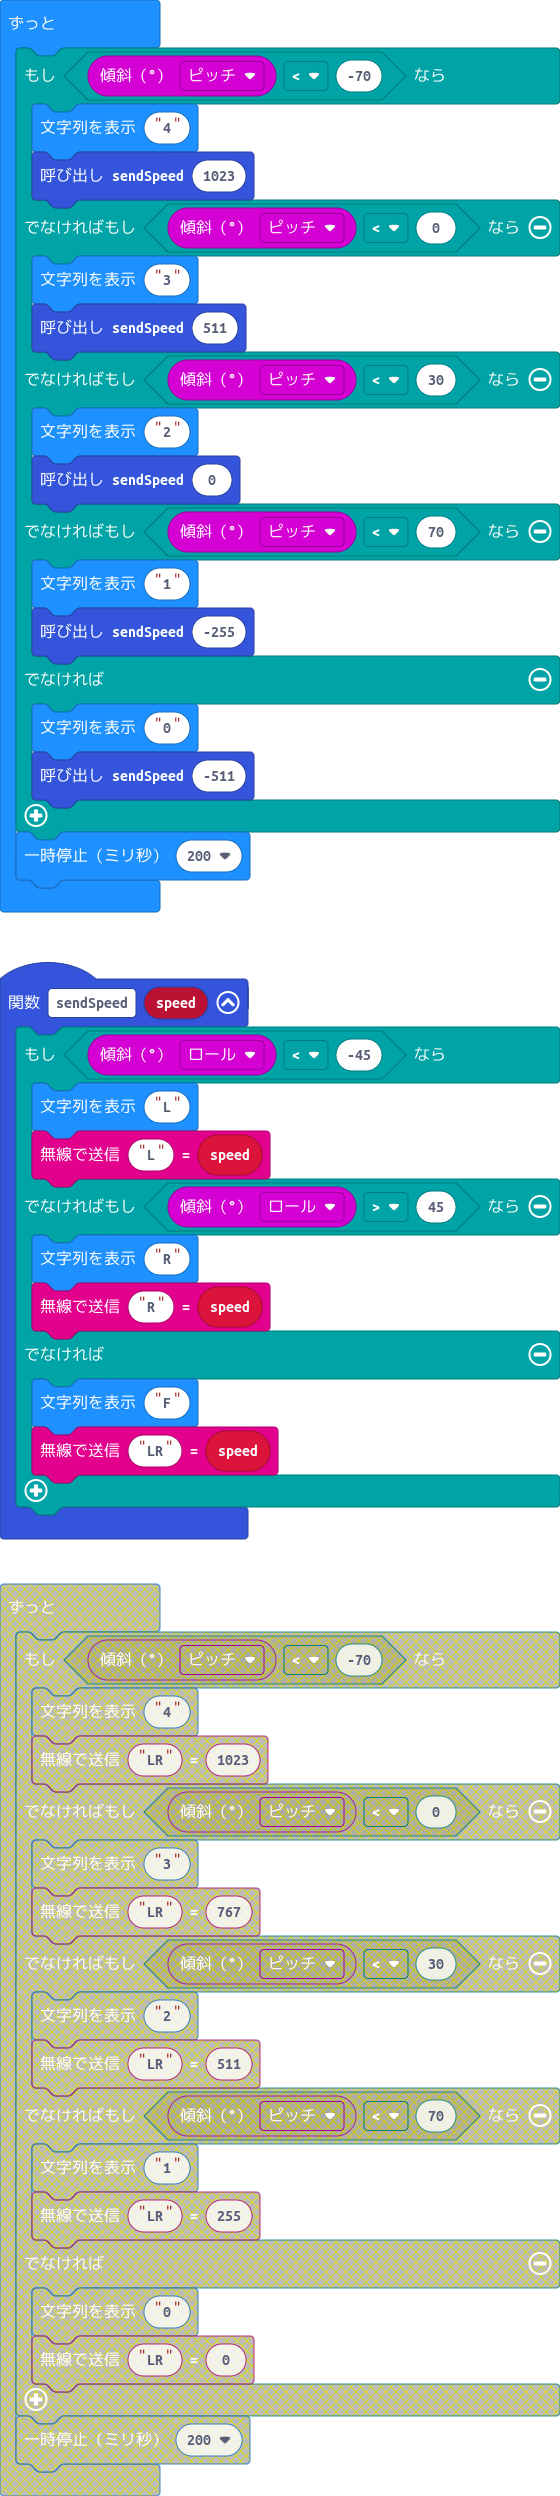 ずっと
もし 傾斜（°） ピッチ < -70 なら
文字列を表示 "4"
呼び出し sendSpeed 1023
でなければもし 傾斜（°） ピッチ < 0 なら
文字列を表示 "3"
呼び出し sendSpeed 511
でなければもし 傾斜（°） ピッチ < 30 なら
文字列を表示 "2"
呼び出し sendSpeed 0
でなければもし 傾斜（°） ピッチ < 70 なら
文字列を表示 "1"
呼び出し sendSpeed -255
でなければ
文字列を表示 "0"
呼び出し sendSpeed -511
一時停止（ミリ秒） 200
関数 sendSpeed speed
もし 傾斜（°） ロール < -45 なら
文字列を表示 "L"
無線で送信 "L" = speed
でなければもし 傾斜（°） ロール > 45 なら
文字列を表示 "R"
無線で送信 "R" = speed
でなければ
文字列を表示 "F"
無線で送信 "LR" = speed
ずっと
もし 傾斜（°） ピッチ < -70 なら
文字列を表示 "4"
無線で送信 "LR" = 1023
でなければもし 傾斜（°） ピッチ < 0 なら
文字列を表示 "3"
無線で送信 "LR" = 767
でなければもし 傾斜（°） ピッチ < 30 なら
文字列を表示 "2"
無線で送信 "LR" = 511
でなければもし 傾斜（°） ピッチ < 70 なら
文字列を表示 "1"
無線で送信 "LR" = 255
でなければ
文字列を表示 "0"
無線で送信 "LR" = 0
一時停止（ミリ秒） 200